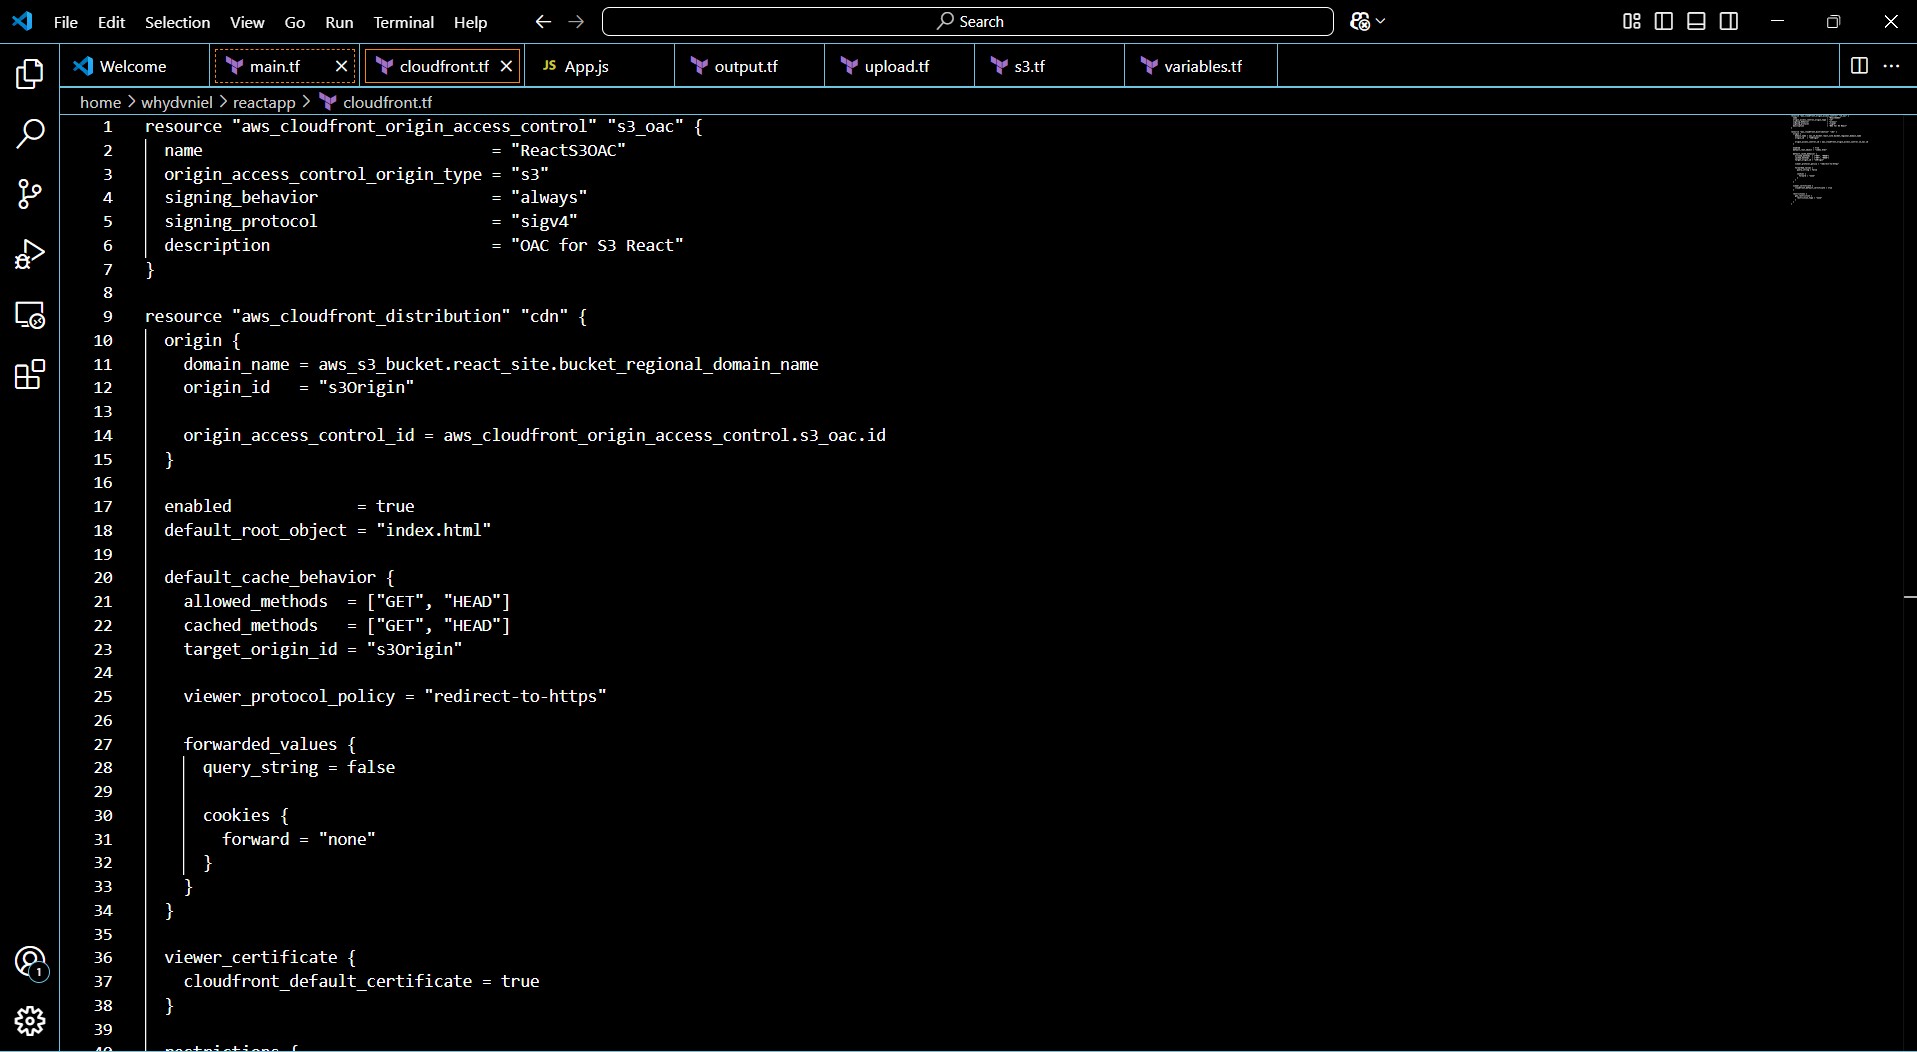 File Edit Selection View Go Run Terminal Help Search
Welcome main.tf cloudfront.tf JS App.js output.tf upload.tf s3.tf variables.tf
home > whydvniel > reactapp > cloudfront.tf
1 resource "aws_cloudfront_origin_access_control" "s3_oac" {
2 name = "ReactS3OAC"
3 origin_access_control_origin_type = "s3"
4 signing_behavior = "always"
5 signing_protocol = "sigv4"
6 description = "OAC for S3 React"
7 }
8
9 resource "aws_cloudfront_distribution" "cdn" {
10 origin {
11 domain_name = aws_s3_bucket.react_site.bucket_regional_domain_name
12 origin_id = "s3Origin"
13
14 origin_access_control_id = aws_cloudfront_origin_access_control.s3_oac.id
15 }
16
17 enabled = true
18 default_root_object = "index.html"
19
20 default_cache_behavior {
21 allowed_methods = ["GET", "HEAD"]
22 cached_methods = ["GET", "HEAD"]
23 target_origin_id = "s3Origin"
24
25 viewer_protocol_policy = "redirect-to-https"
26
27 forwarded_values {
28 query_string = false
29
30 cookies {
31 forward = "none"
32 }
33 }
34 }
35
36 viewer_certificate {
37 cloudfront_default_certificate = true
38 }
39
40 restrictions {
1